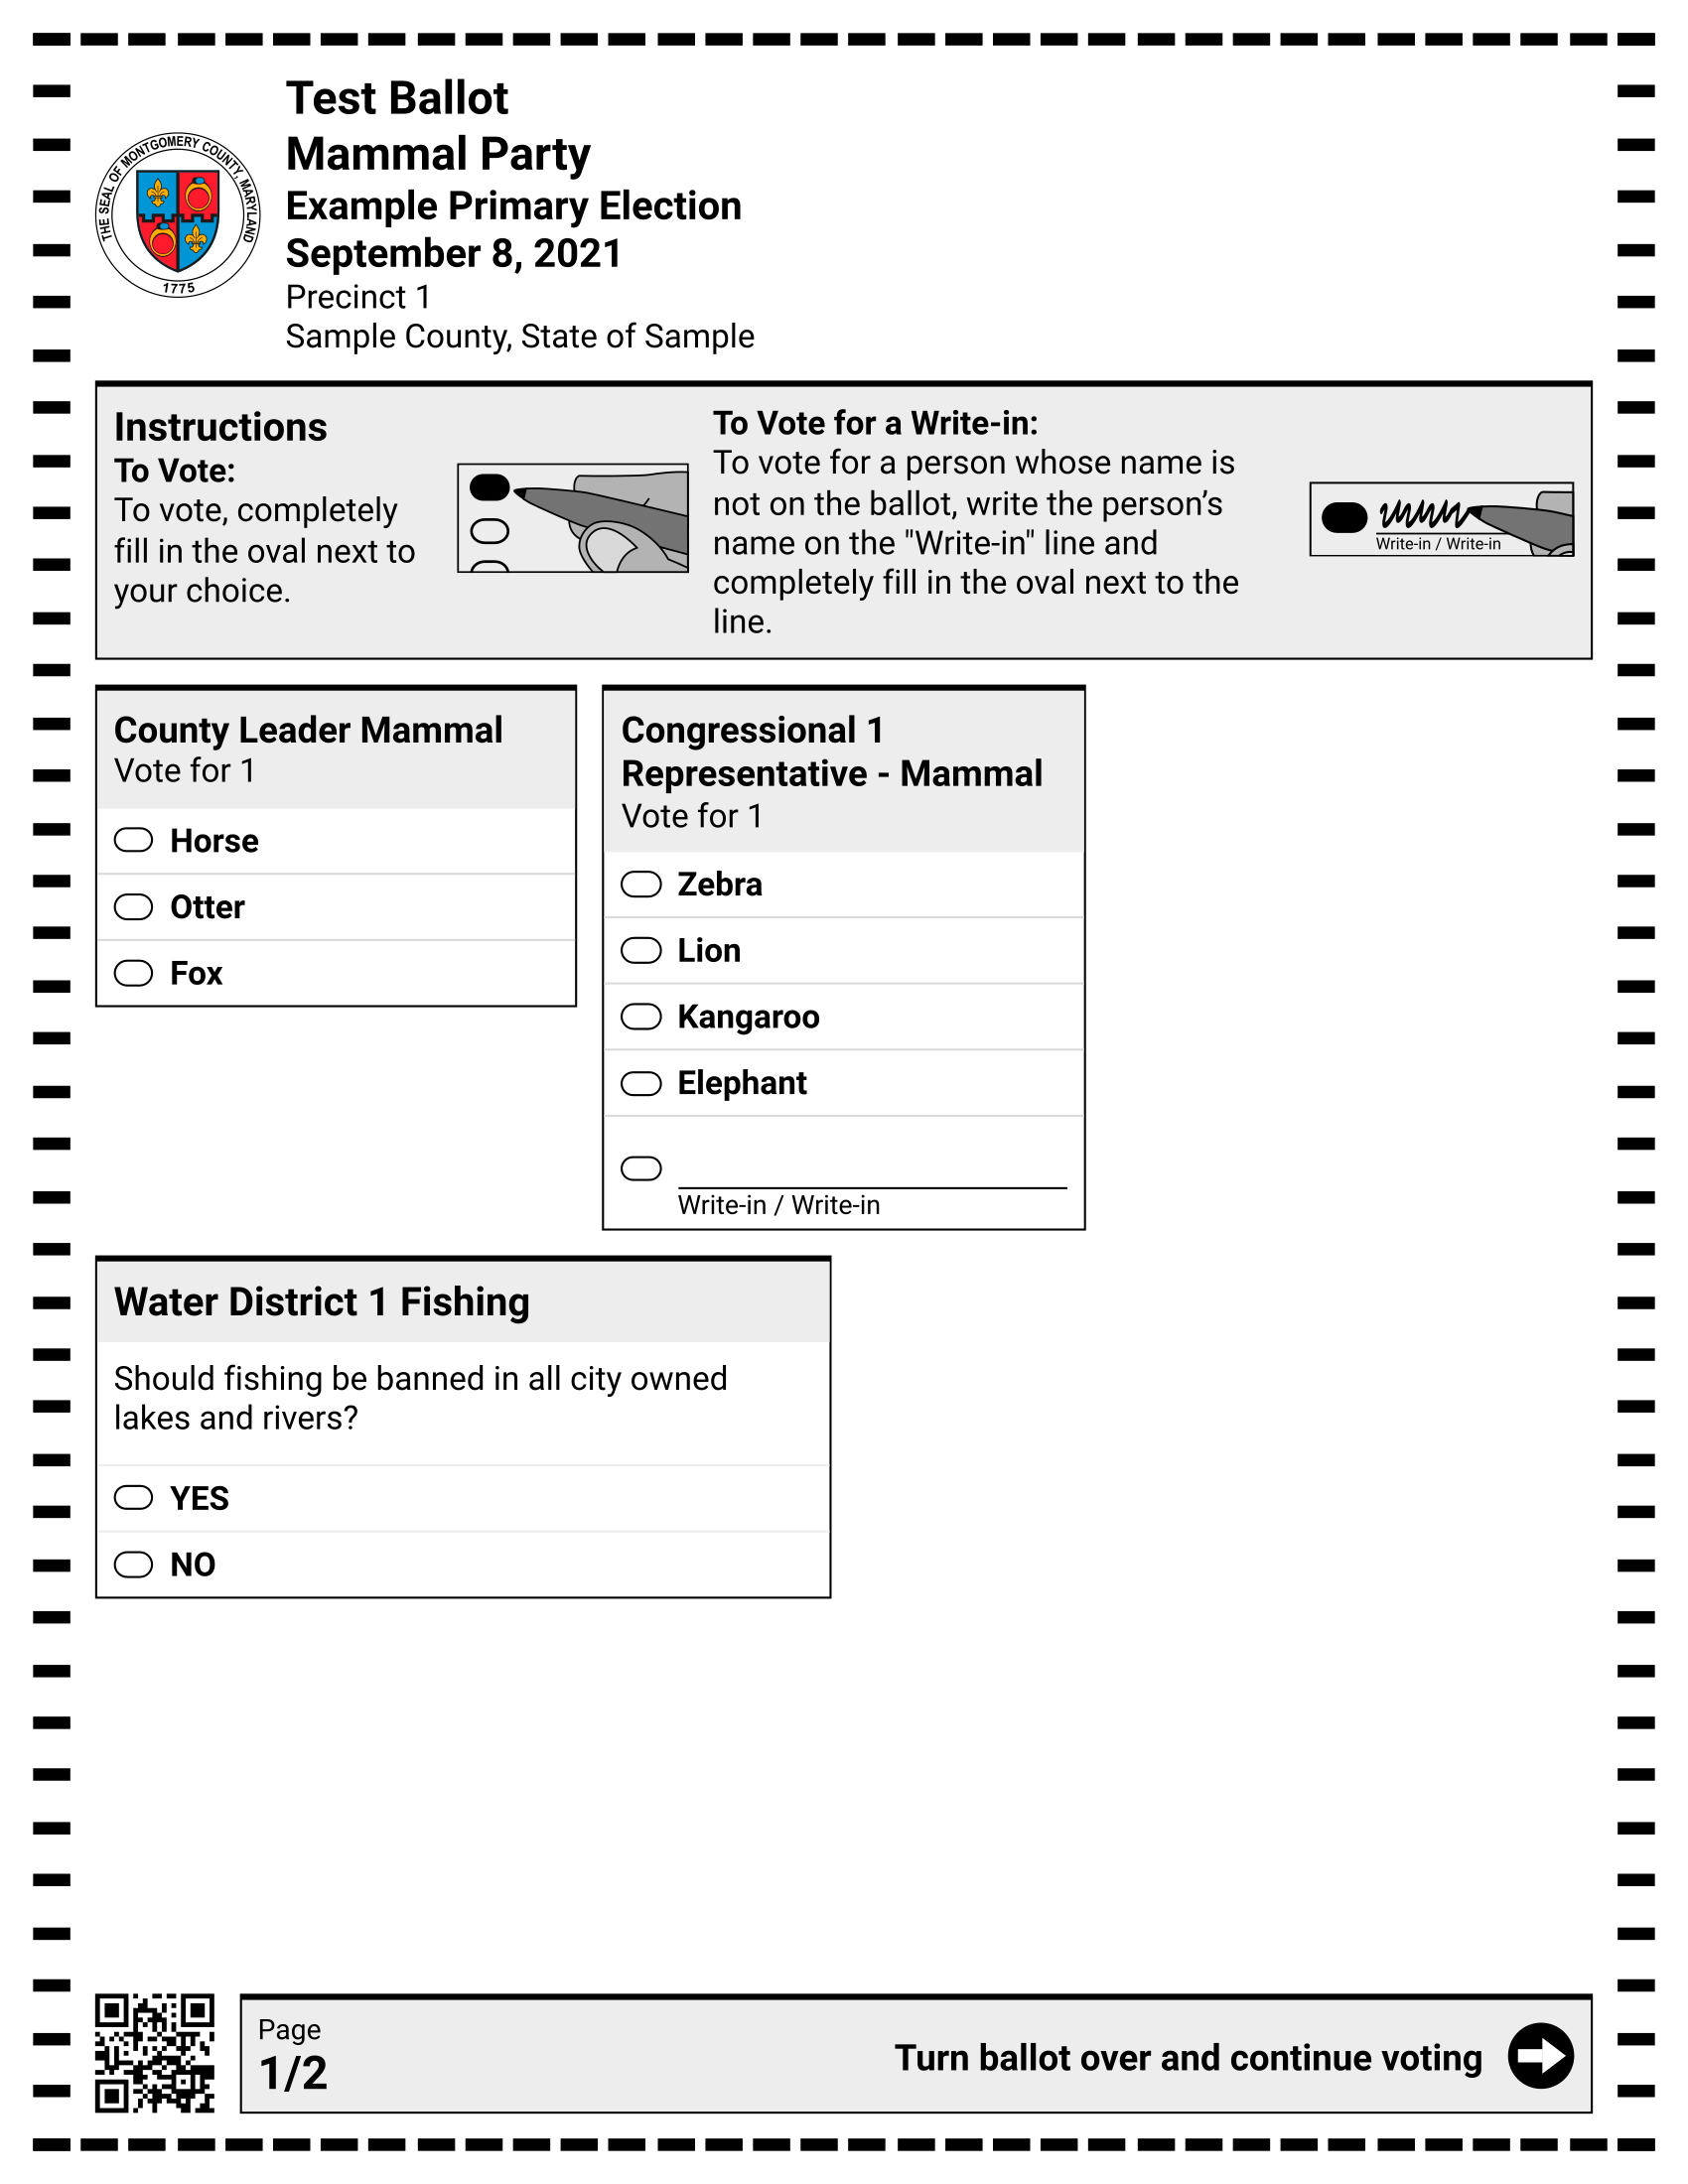 Test Ballot
Mammal Party
Example Primary Election
September 8, 2021
Precinct 1
Sample County, State of Sample
THE SEAL OF MONTGOMERY COUNTY, MARYLAND
1775
Instructions
To Vote:
To vote, completely
fill in the oval next to
your choice.
To Vote for a Write-in:
To vote for a person whose name is
not on the ballot, write the person’s
name on the "Write-in" line and
completely fill in the oval next to the
line.
Write-in / Write-in
County Leader Mammal
Vote for 1
Horse
Otter
Fox
Congressional 1
Representative - Mammal
Vote for 1
Zebra
Lion
Kangaroo
Elephant
Write-in / Write-in
Water District 1 Fishing
Should fishing be banned in all city owned
lakes and rivers?
YES
NO
Page
1/2
Turn ballot over and continue voting